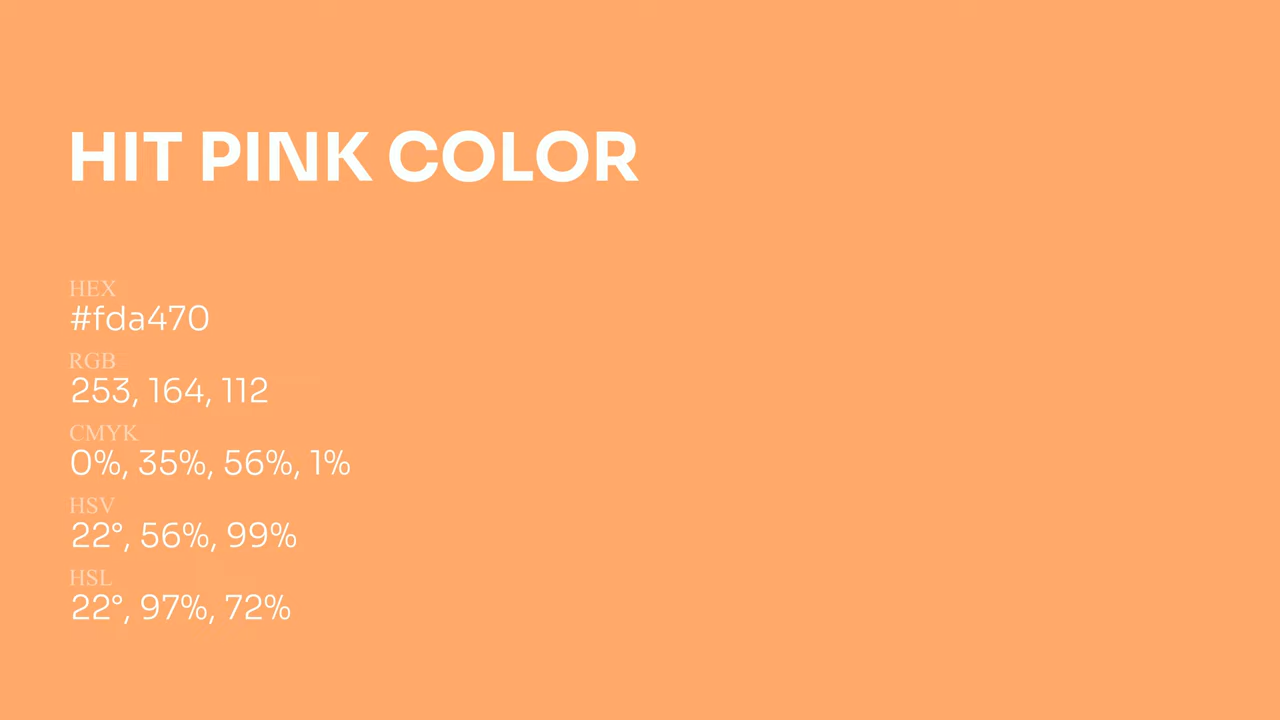 HIT PINK COLOR
HEX
#fda470
RGB
253, 164, 112
CMYK
0%, 35%, 56%, 1%
HSV
22°, 56%, 99%
HSL
22°, 97%, 72%